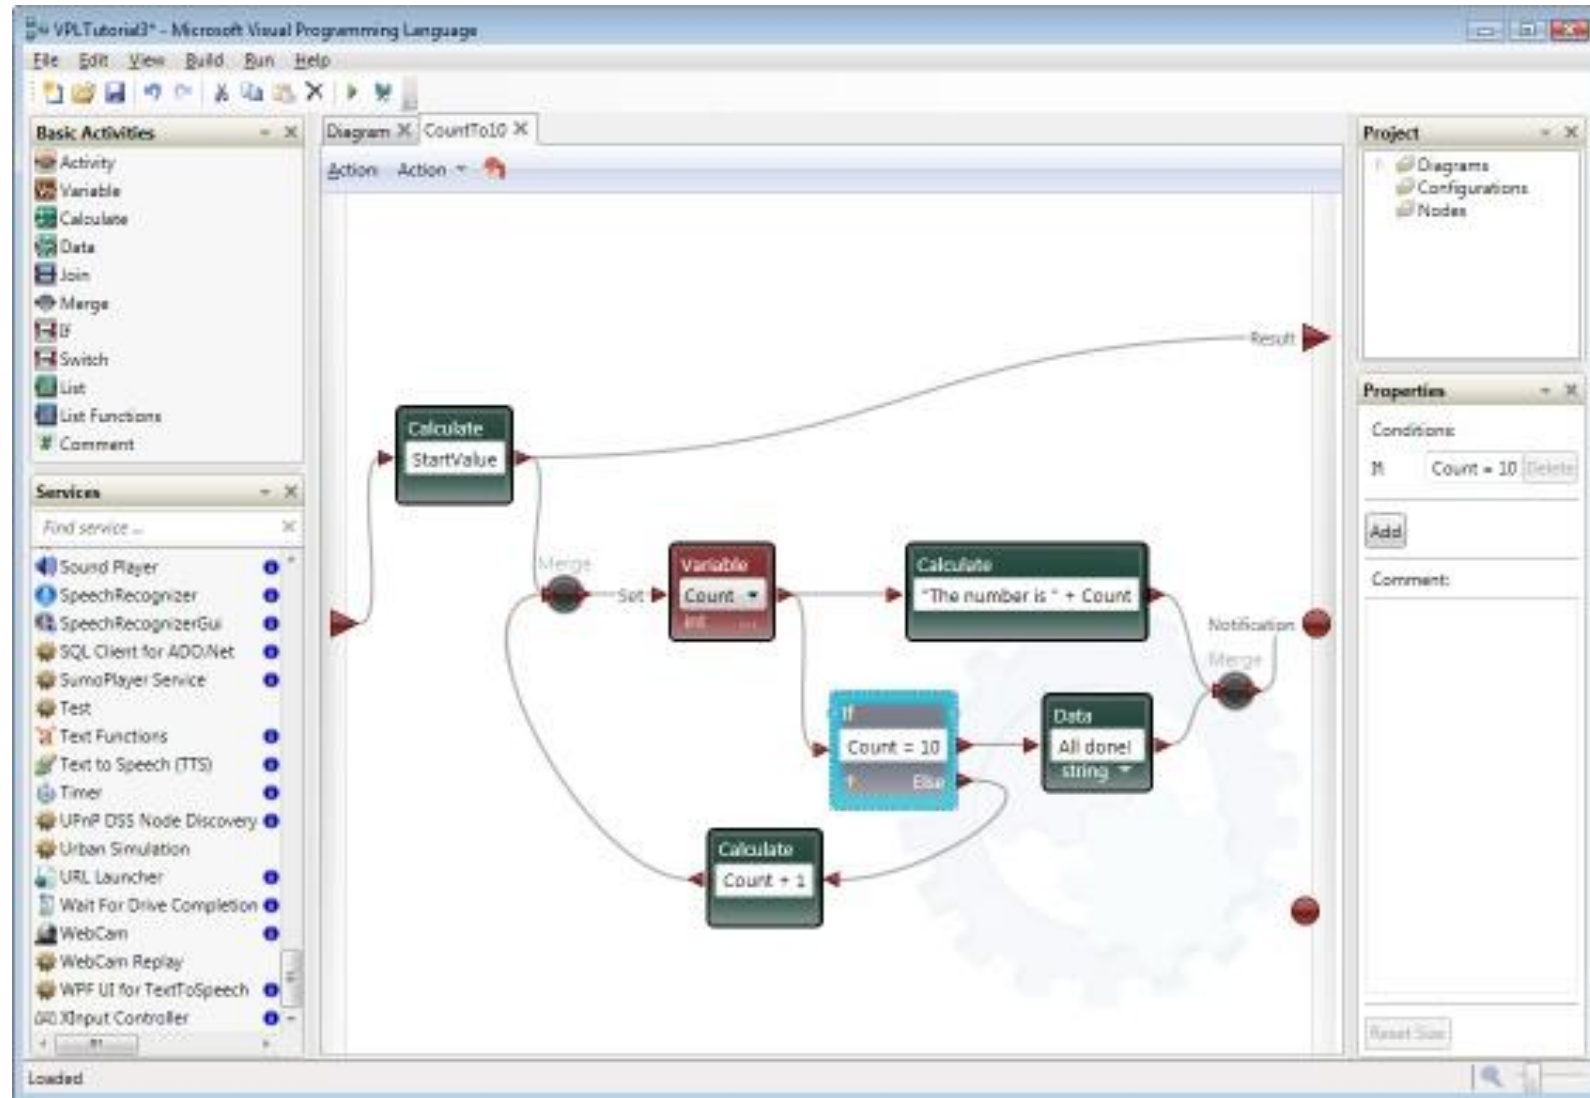 VPLTutorial3* - Microsoft Visual Programming Language
File Edit View Build Run Help
Basic Activities
Activity
Variable
Calculate
Data
Join
Merge
If
Switch
List
List Functions
# Comment
Services
Find service ...
Sound Player
SpeechRecognizer
SpeechRecognizerGui
SQL Client for ADO.Net
SumoPlayer Service
Test
Text Functions
Text to Speech (TTS)
Timer
UPnP DSS Node Discovery
Urban Simulation
URL Launcher
Wait For Drive Completion
WebCam
WebCam Replay
WPF UI for TextToSpeech
XInput Controller
Diagram CountTo10
Action: Action
Result
Calculate
StartValue
Merge
Set
Variable
Count
int ...
Calculate
"The number is " + Count
Notification
Merge
If
Count = 10
Else
Data
All done!
string
Calculate
Count + 1
Project
Diagrams
Configurations
Nodes
Properties
Conditions:
If: Count = 10 Delete
Add
Comment:
Reset Size
Loaded